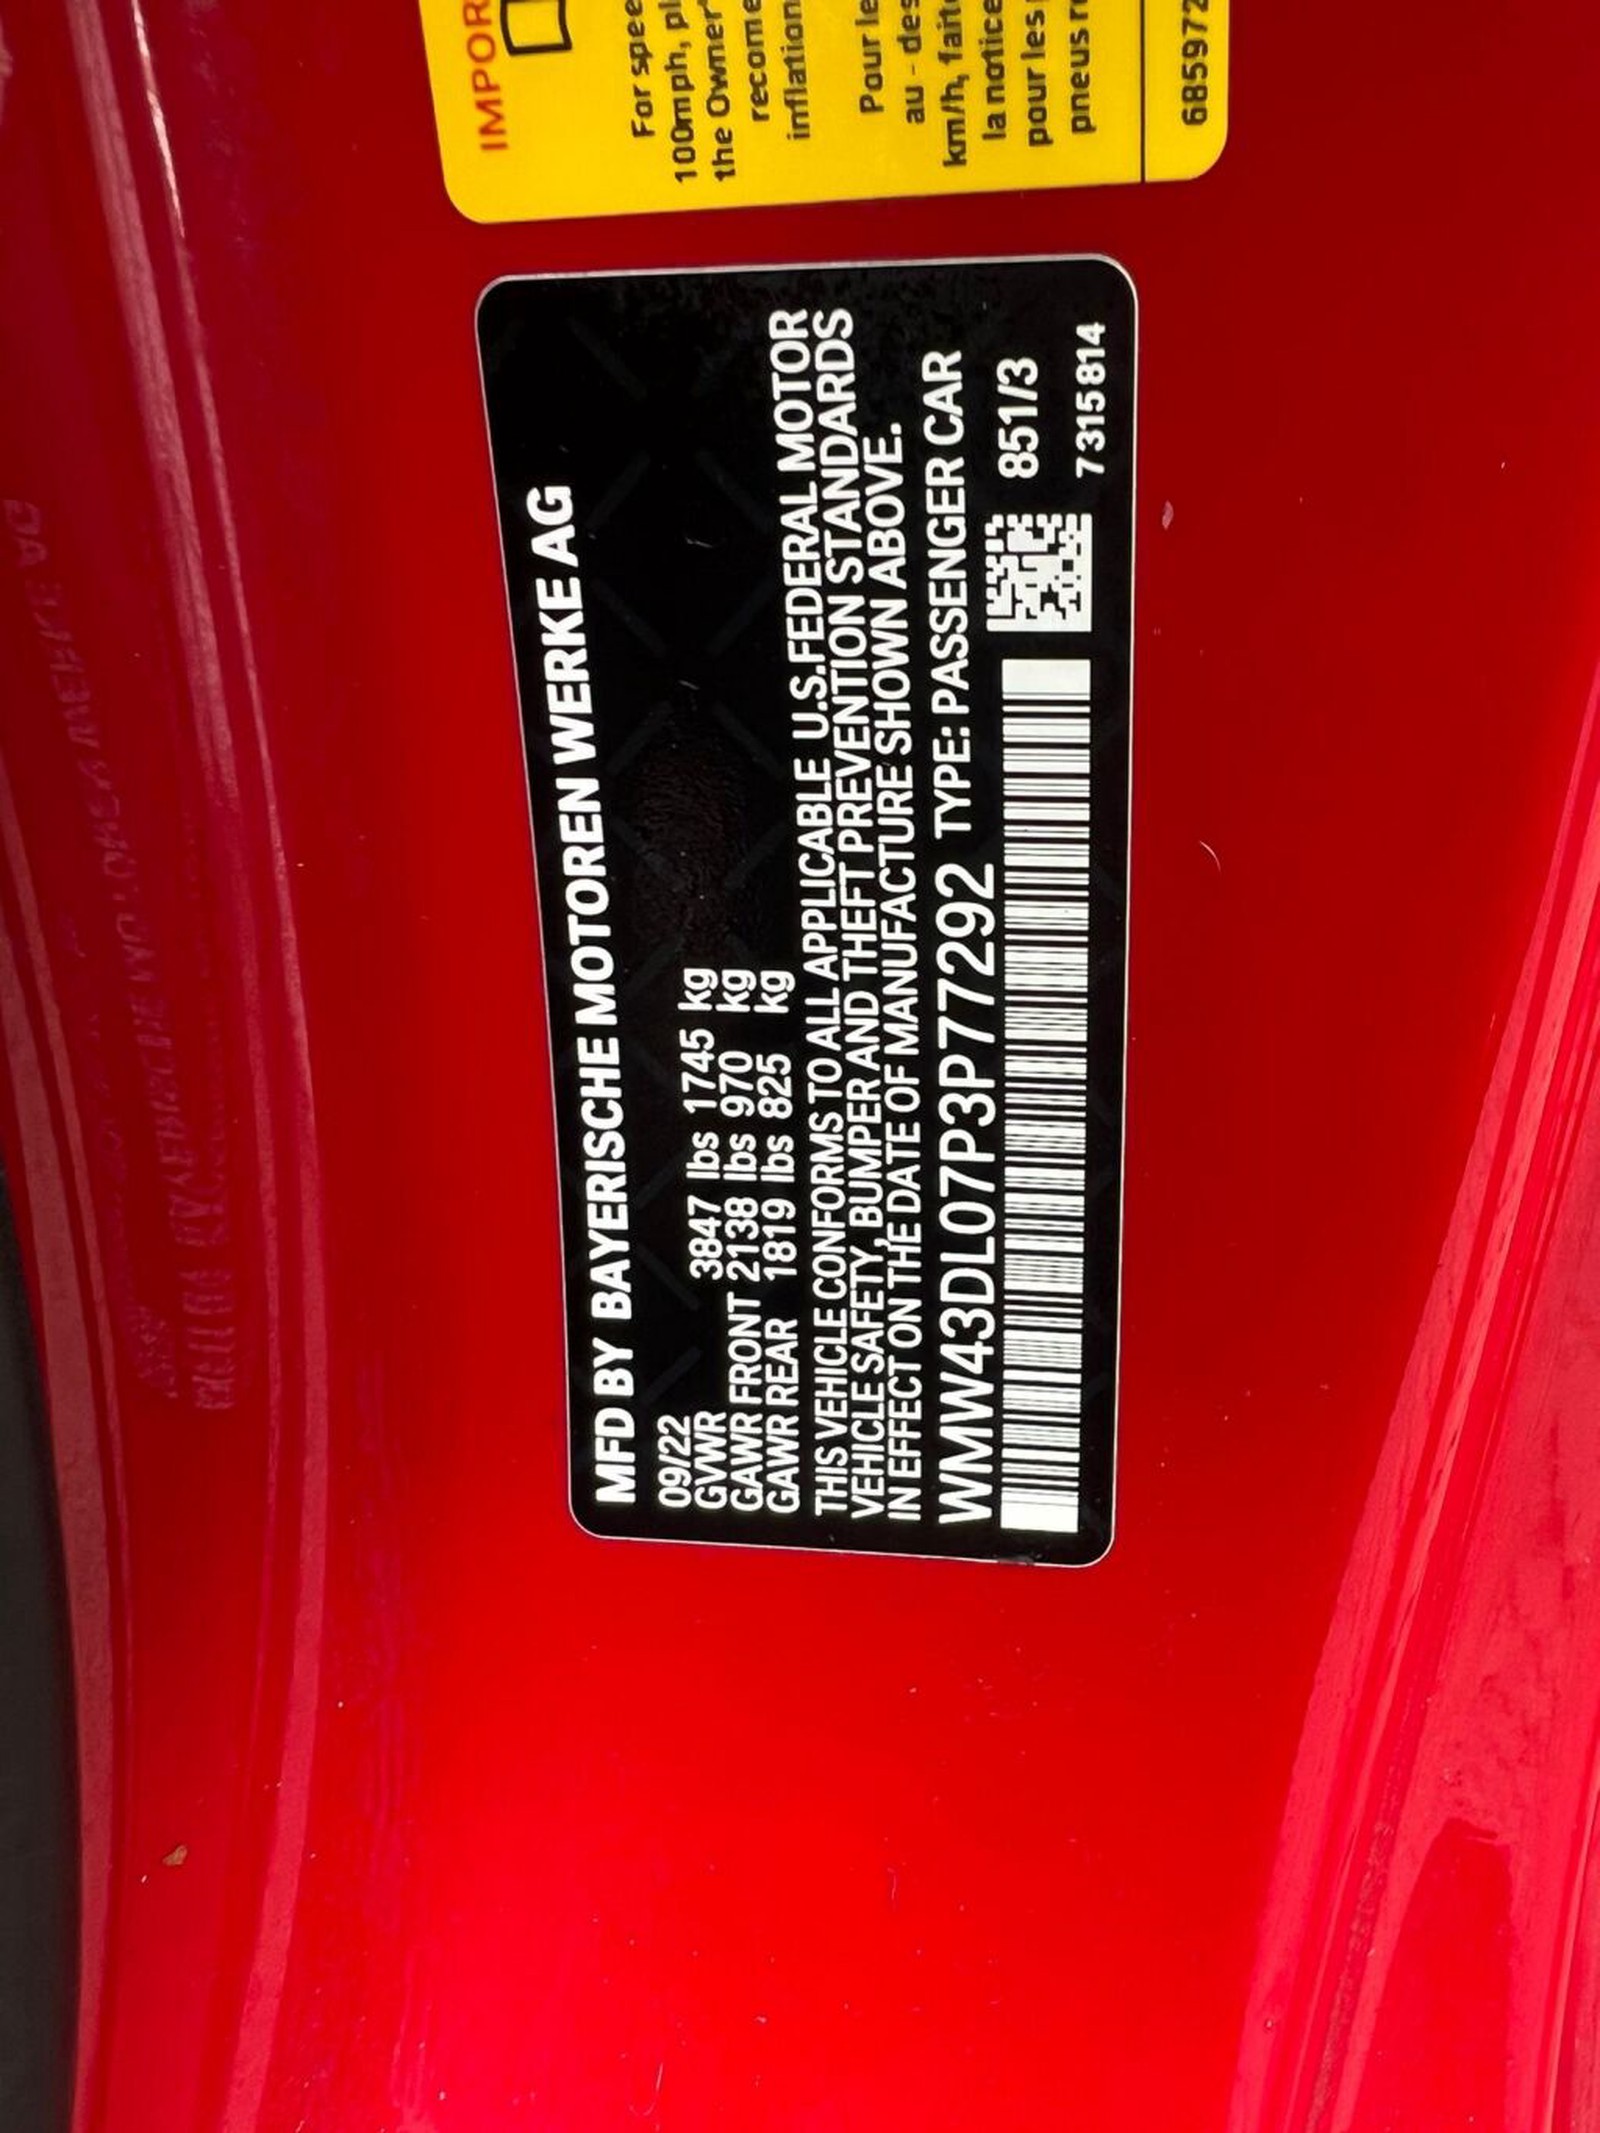 IMPOR
For spee
100mph, pl
the Owner'
recome
inflation
Pour le
au - des
km/h, faite
la notice
pour les
pneus r
685972
MFD BY BAYERISCHE MOTOREN WERKE AG
09/22
GVWR 3847 lbs 1745 kg
GAWR FRONT 2138 lbs 970 kg
GAWR REAR 1819 lbs 825 kg
THIS VEHICLE CONFORMS TO ALL APPLICABLE U.S.FEDERAL MOTOR
VEHICLE SAFETY, BUMPER AND THEFT PREVENTION STANDARDS
IN EFFECT ON THE DATE OF MANUFACTURE SHOWN ABOVE.
WMW43DL07P3P77292 TYPE: PASSENGER CAR
851/3
7315814